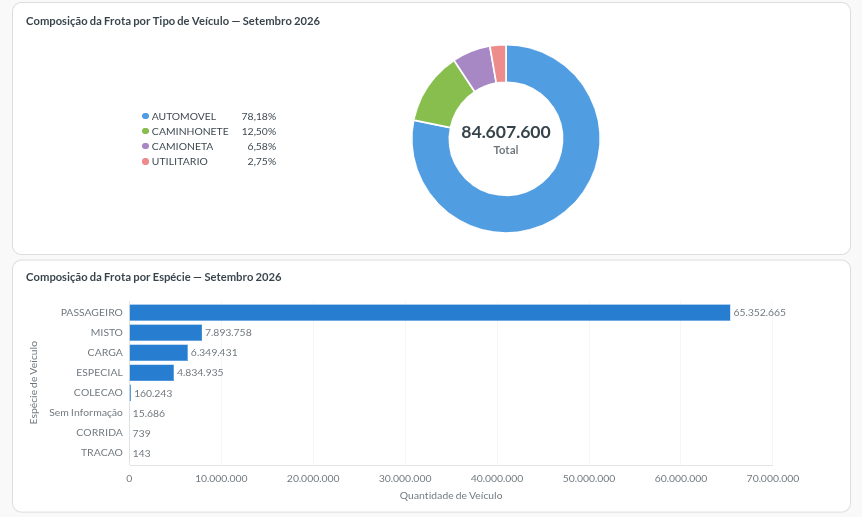 Composição da Frota por Tipo de Veículo — Setembro 2026
AUTOMOVEL 78,18%
CAMINHONETE 12,50%
CAMIONETA 6,58%
UTILITARIO 2,75%
84.607.600
Total
Composição da Frota por Espécie — Setembro 2026
Espécie de Veículo
PASSAGEIRO 65.352.665
MISTO 7.893.758
CARGA 6.349.431
ESPECIAL 4.834.935
COLECAO 160.243
Sem Informação 15.686
CORRIDA 739
TRACAO 143
0 10.000.000 20.000.000 30.000.000 40.000.000 50.000.000 60.000.000 70.000.000
Quantidade de Veículo